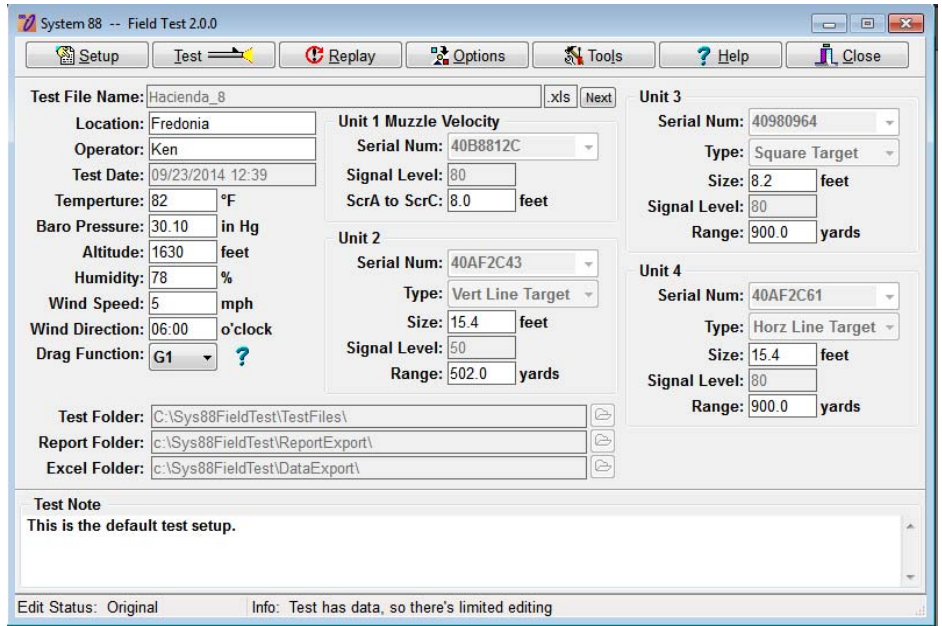 System 88 -- Field Test 2.0.0
Setup Test Replay Options Tools Help Close
Test File Name: Hacienda_8 .xls Next
Location: Fredonia
Operator: Ken
Test Date: 09/23/2014 12:39
Temperture: 82 °F
Baro Pressure: 30.10 in Hg
Altitude: 1630 feet
Humidity: 78 %
Wind Speed: 5 mph
Wind Direction: 06:00 o'clock
Drag Function: G1 ?
Unit 1 Muzzle Velocity
Serial Num: 40B8812C
Signal Level: 80
ScrA to ScrC: 8.0 feet
Unit 2
Serial Num: 40AF2C43
Type: Vert Line Target
Size: 15.4 feet
Signal Level: 50
Range: 502.0 yards
Unit 3
Serial Num: 40980964
Type: Square Target
Size: 8.2 feet
Signal Level: 80
Range: 900.0 yards
Unit 4
Serial Num: 40AF2C61
Type: Horz Line Target
Size: 15.4 feet
Signal Level: 80
Range: 900.0 yards
Test Folder: C:\Sys88FieldTest\TestFiles\
Report Folder: c:\Sys88FieldTest\ReportExport\
Excel Folder: c:\Sys88FieldTest\DataExport\
Test Note
This is the default test setup.
Edit Status: Original Info: Test has data, so there's limited editing